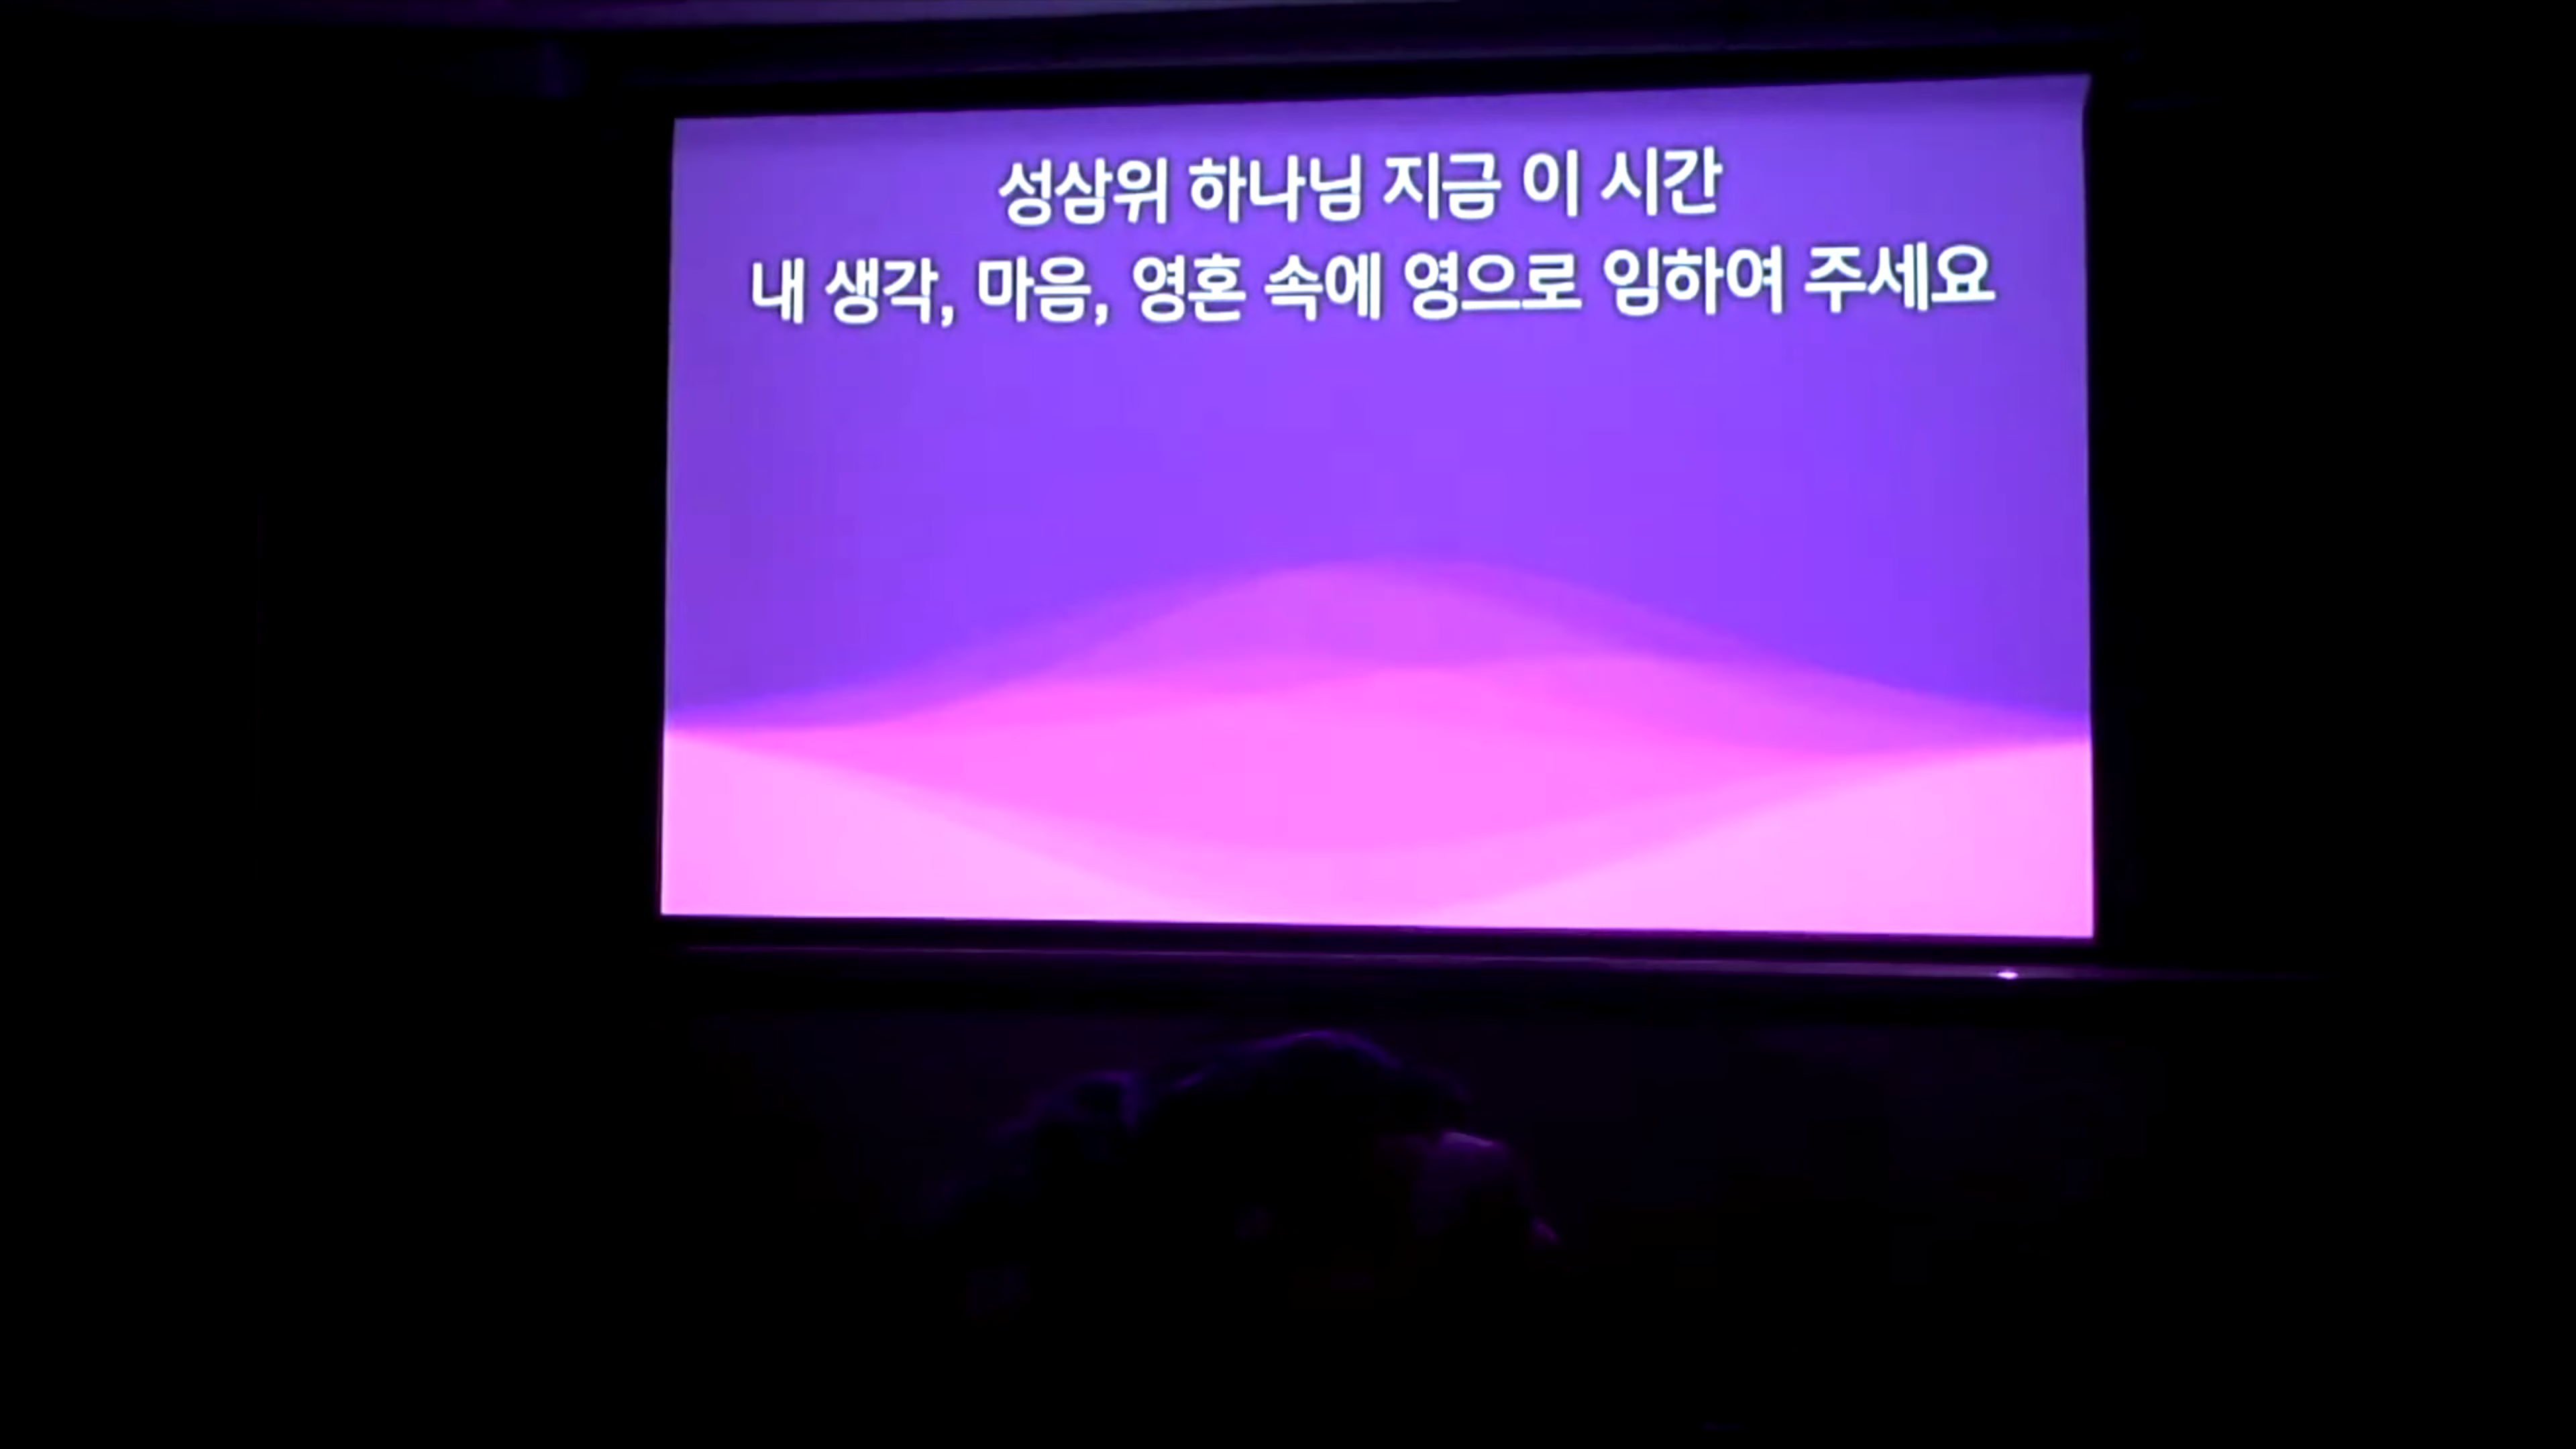 성삼위 하나님 지금 이 시간
내 생각, 마음, 영혼 속에 영으로 임하여 주세요